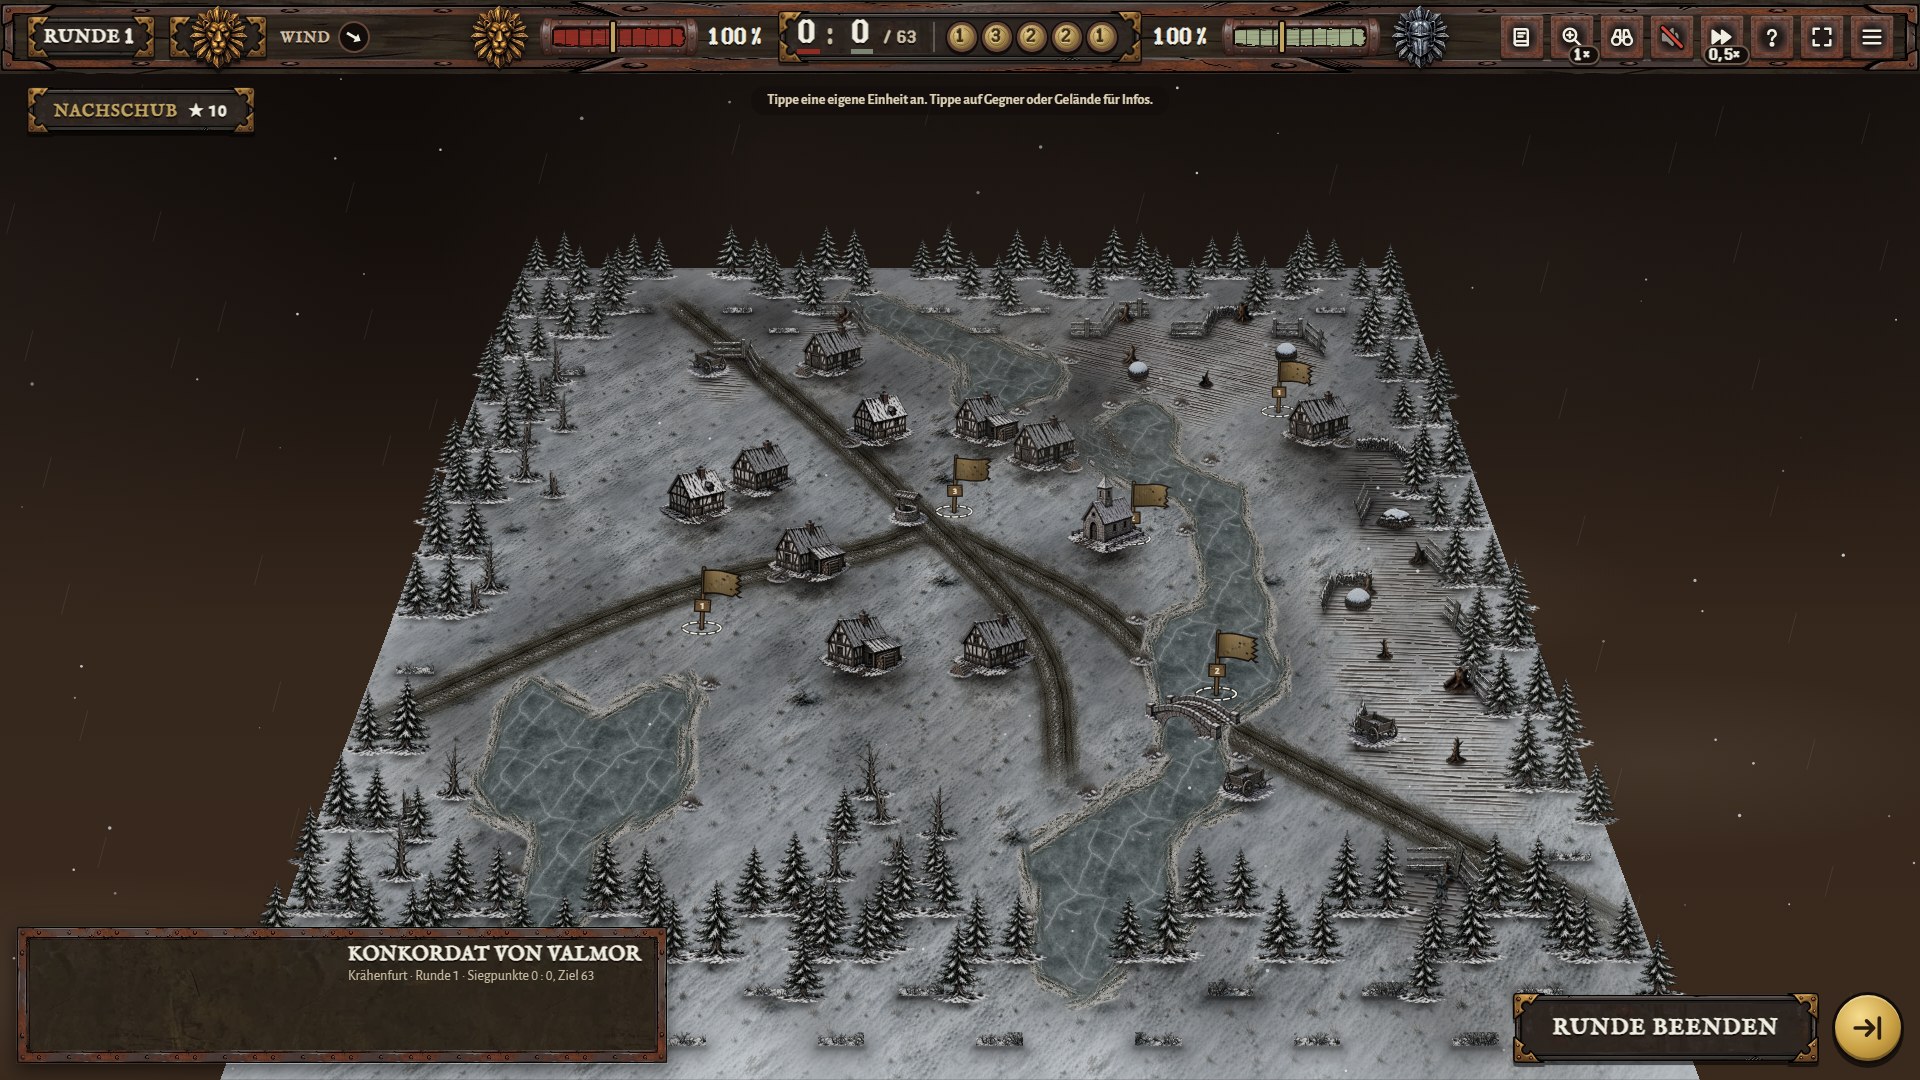 RUNDE 1
WIND
100 %
0 : 0 / 63
1 3 2 2 1
100 %
1×
0,5×
?
NACHSCHUB ★ 10
Tippe eine eigene Einheit an. Tippe auf Gegner oder Gelände für Infos.
1
3
1
2
KONKORDAT VON VALMOR
Krähenfurt · Runde 1 · Siegpunkte 0 : 0, Ziel 63
RUNDE BEENDEN